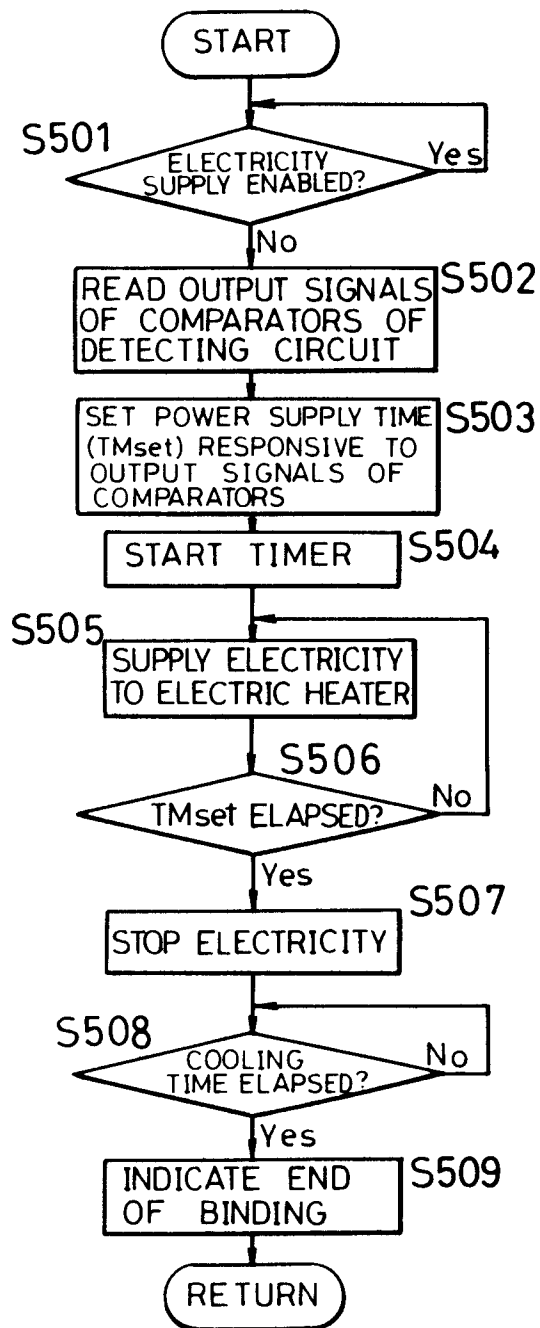 START
S501
ELECTRICITY
SUPPLY ENABLED?
Yes
No
S502
READ OUTPUT SIGNALS
OF COMPARATORS OF
DETECTING CIRCUIT
S503
SET POWER SUPPLY TIME
(TMset) RESPONSIVE TO
OUTPUT SIGNALS OF
COMPARATORS
START TIMER
S504
S505
SUPPLY ELECTRICITY
TO ELECTRIC HEATER
S506
TMset ELAPSED?
No
Yes
S507
STOP ELECTRICITY
S508
COOLING
TIME ELAPSED?
No
Yes
INDICATE END
OF BINDING
S509
RETURN